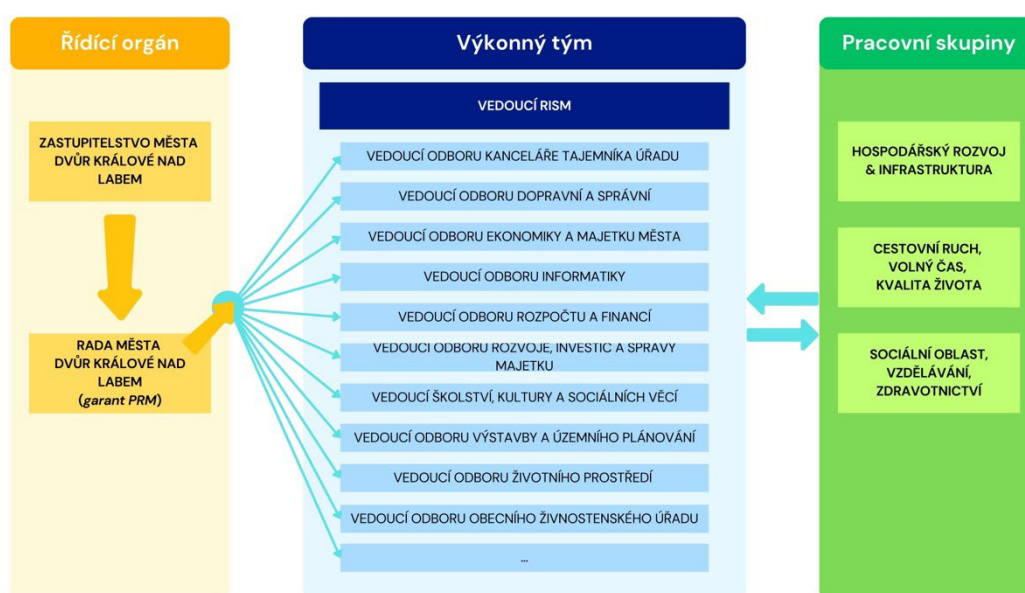 Řídící orgán
ZASTUPITELSTVO MĚSTA
DVŮR KRÁLOVÉ NAD
LABEM
RADA MĚSTA
DVŮR KRÁLOVÉ NAD
LABEM
(garant PRM)
Výkonný tým
VEDOUCÍ RISM
VEDOUCÍ ODBORU KANCELÁŘE TAJEMNÍKA ÚŘADU
VEDOUCÍ ODBORU DOPRAVNÍ A SPRÁVNÍ
VEDOUCÍ ODBORU EKONOMIKY A MAJETKU MĚSTA
VEDOUCÍ ODBORU INFORMATIKY
VEDOUCÍ ODBORU ROZPOČTU A FINANCÍ
VEDOUCÍ ODBORU ROZVOJE, INVESTIC A SPRÁVY
MAJETKU
VEDOUCÍ ŠKOLSTVÍ, KULTURY A SOCIÁLNÍCH VĚCÍ
VEDOUCÍ ODBORU VÝSTAVBY A ÚZEMNÍHO PLÁNOVÁNÍ
VEDOUCÍ ODBORU ŽIVOTNÍHO PROSTŘEDÍ
VEDOUCÍ ODBORU OBECNÍHO ŽIVNOSTENSKÉHO ÚŘADU
...
Pracovní skupiny
HOSPODÁŘSKÝ ROZVOJ
& INFRASTRUKTURA
CESTOVNÍ RUCH,
VOLNÝ ČAS,
KVALITA ŽIVOTA
SOCIÁLNÍ OBLAST,
VZDĚLÁVÁNÍ,
ZDRAVOTNICTVÍ